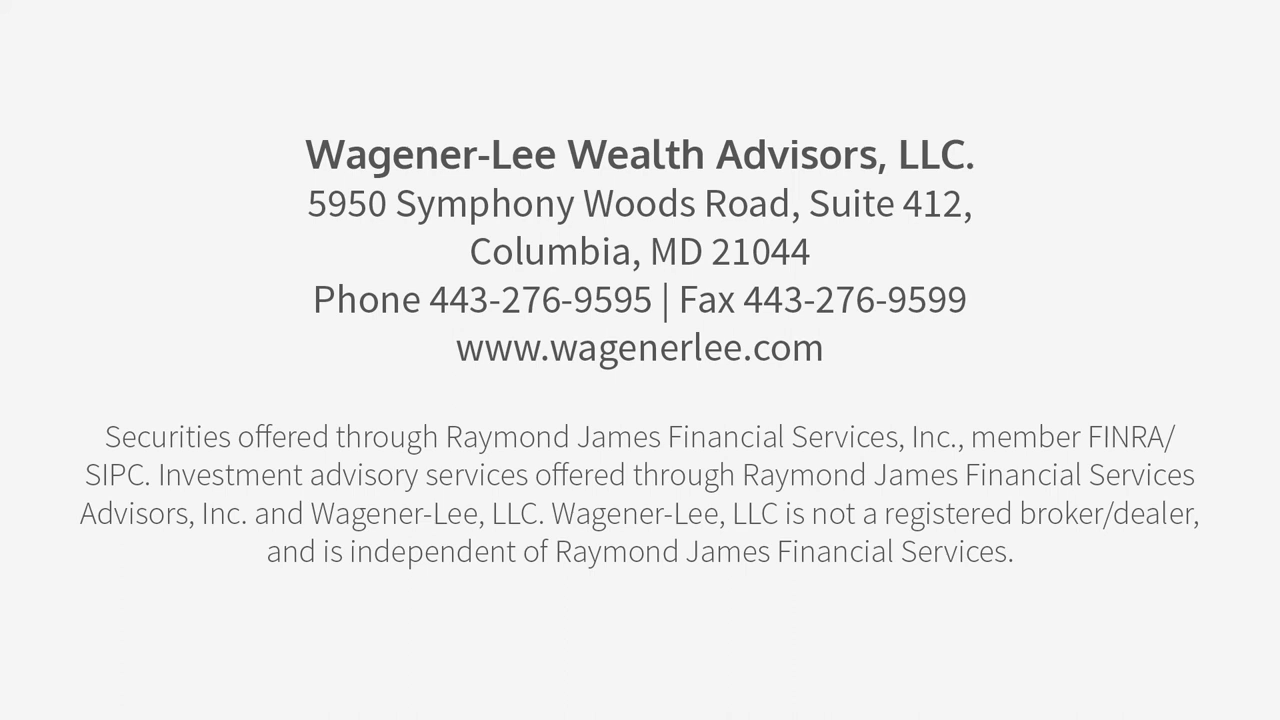 Wagener-Lee Wealth Advisors, LLC.
5950 Symphony Woods Road, Suite 412,
Columbia, MD 21044
Phone 443-276-9595 | Fax 443-276-9599
www.wagenerlee.com
Securities offered through Raymond James Financial Services, Inc., member FINRA/
SIPC. Investment advisory services offered through Raymond James Financial Services
Advisors, Inc. and Wagener-Lee, LLC. Wagener-Lee, LLC is not a registered broker/dealer,
and is independent of Raymond James Financial Services.